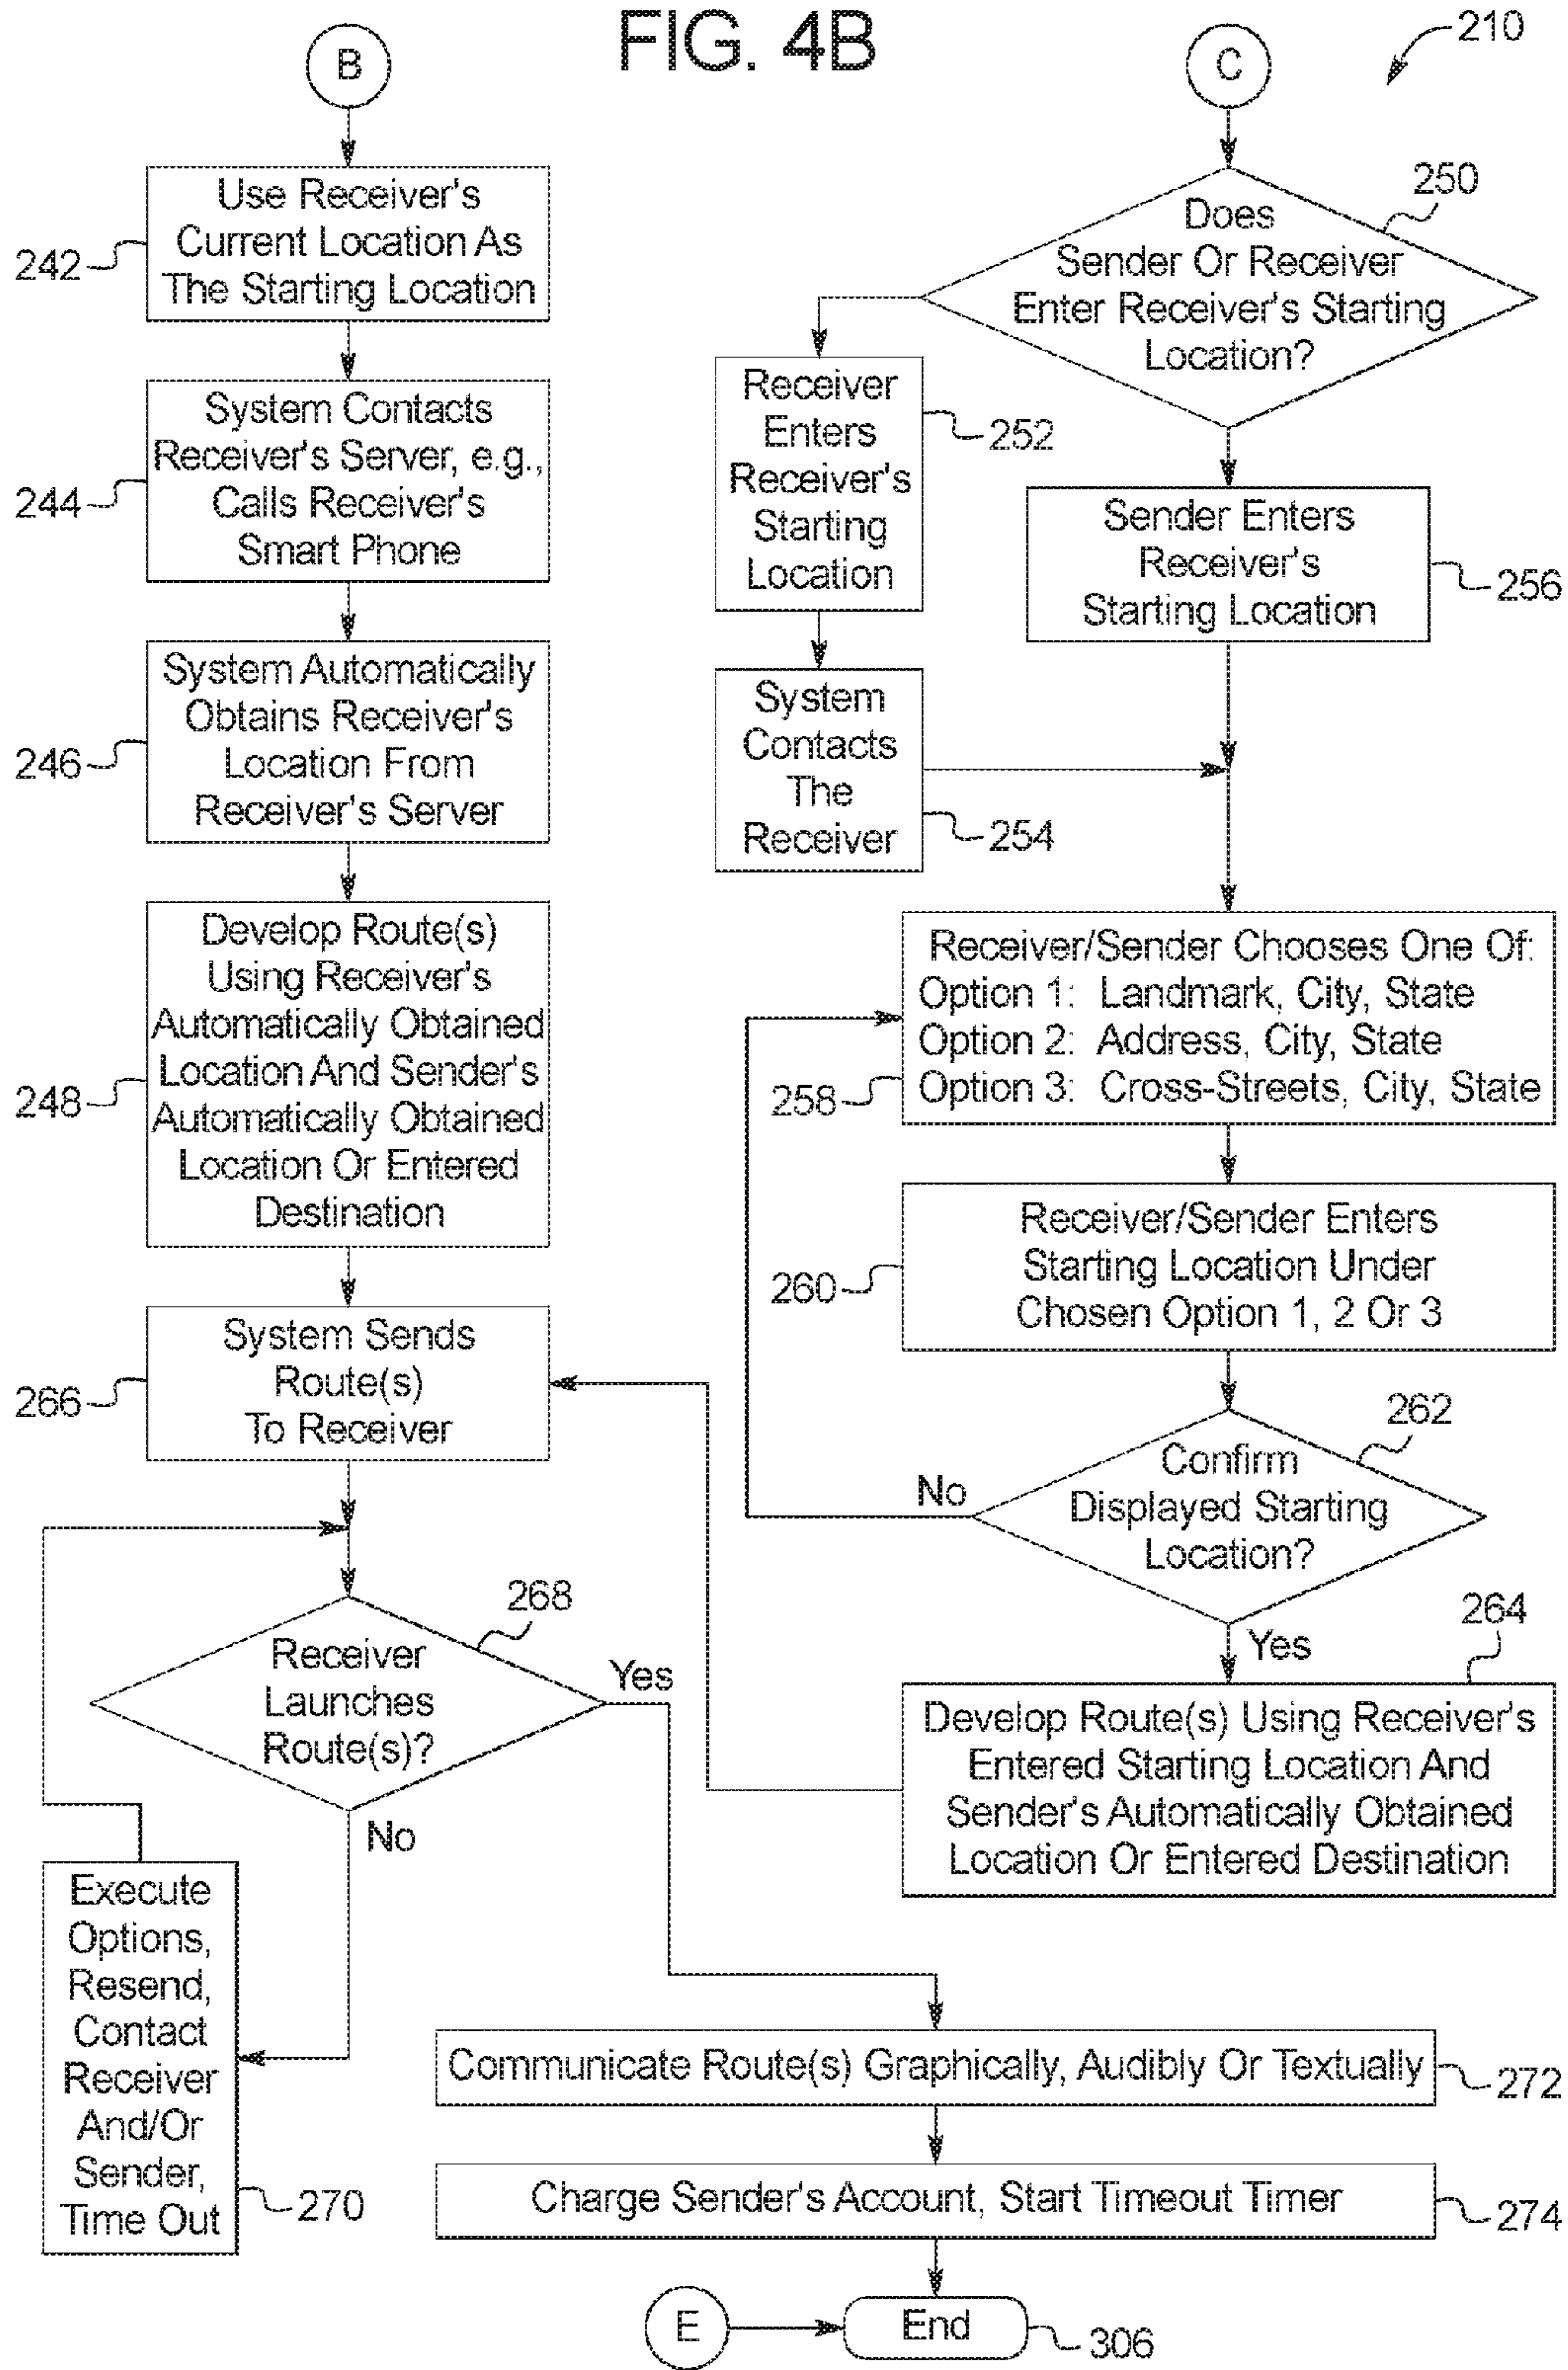 FIG. 4B
210
B
Use Receiver's
Current Location As
The Starting Location
242
System Contacts
Receiver's Server, e.g.,
Calls Receiver's
Smart Phone
244
System Automatically
Obtains Receiver's
Location From
Receiver's Server
246
Develop Route(s)
Using Receiver's
Automatically Obtained
Location And Sender's
Automatically Obtained
Location Or Entered
Destination
248
System Sends
Route(s)
To Receiver
266
268
Receiver
Launches
Route(s)?
Yes
No
Execute
Options,
Resend,
Contact
Receiver
And/Or
Sender,
Time Out
270
C
250
Does
Sender Or Receiver
Enter Receiver's Starting
Location?
Receiver
Enters
Receiver's
Starting
Location
252
System
Contacts
The
Receiver
254
Sender Enters
Receiver's
Starting Location
256
Receiver/Sender Chooses One Of:
Option 1: Landmark, City, State
Option 2: Address, City, State
Option 3: Cross-Streets, City, State
258
Receiver/Sender Enters
Starting Location Under
Chosen Option 1, 2 Or 3
260
262
Confirm
Displayed Starting
Location?
No
Yes
264
Develop Route(s) Using Receiver's
Entered Starting Location And
Sender's Automatically Obtained
Location Or Entered Destination
Communicate Route(s) Graphically, Audibly Or Textually
272
Charge Sender's Account, Start Timeout Timer
274
E
End
306